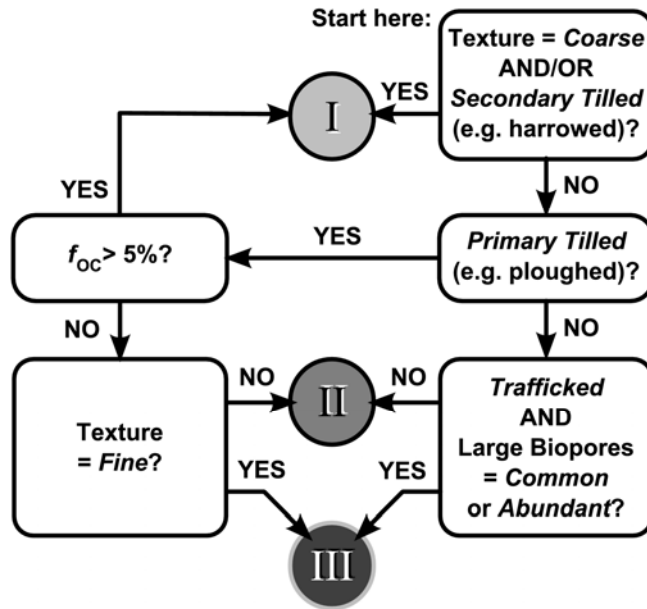 Start here:
Texture = Coarse
AND/OR
Secondary Tilled
(e.g. harrowed)?
YES
I
NO
YES
fOC> 5%?
YES
Primary Tilled
(e.g. ploughed)?
NO
NO
Texture
= Fine?
NO
II
NO
Trafficked
AND
Large Biopores
= Common
or Abundant?
YES
YES
III